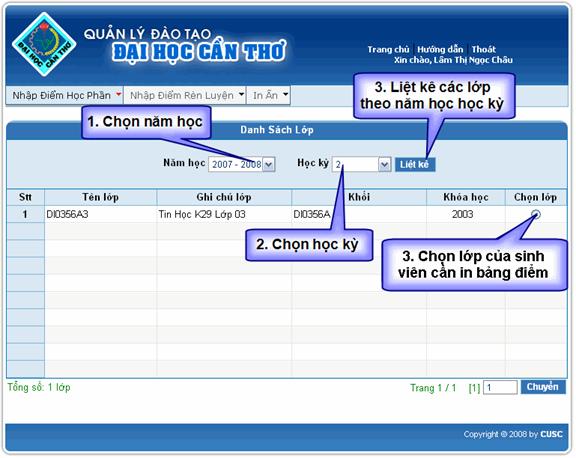 QUẢN LÝ ĐÀO TẠO
ĐẠI HỌC CẦN THƠ
ĐẠI HỌC CẦN THƠ
Trang chủ | Hướng dẫn | Thoát
Xin chào, Lâm Thị Ngọc Châu
Nhập Điểm Học Phần
Nhập Điểm Rèn Luyện
In Ấn
3. Liệt kê các lớp
theo năm học học kỳ
1. Chọn năm học
Danh Sách Lớp
Năm học 2007 - 2008 Học kỳ 2 Liệt kê
Stt Tên lớp Ghi chú lớp Khối Khóa học Chọn lớp
1 DI0356A3 Tin Học K29 Lớp 03 DI0356A 2003
2. Chọn học kỳ
3. Chọn lớp của sinh
viên cần in bảng điểm
Tổng số: 1 lớp
Trang 1 / 1 [1] 1 Chuyển
Copyright © 2008 by CUSC